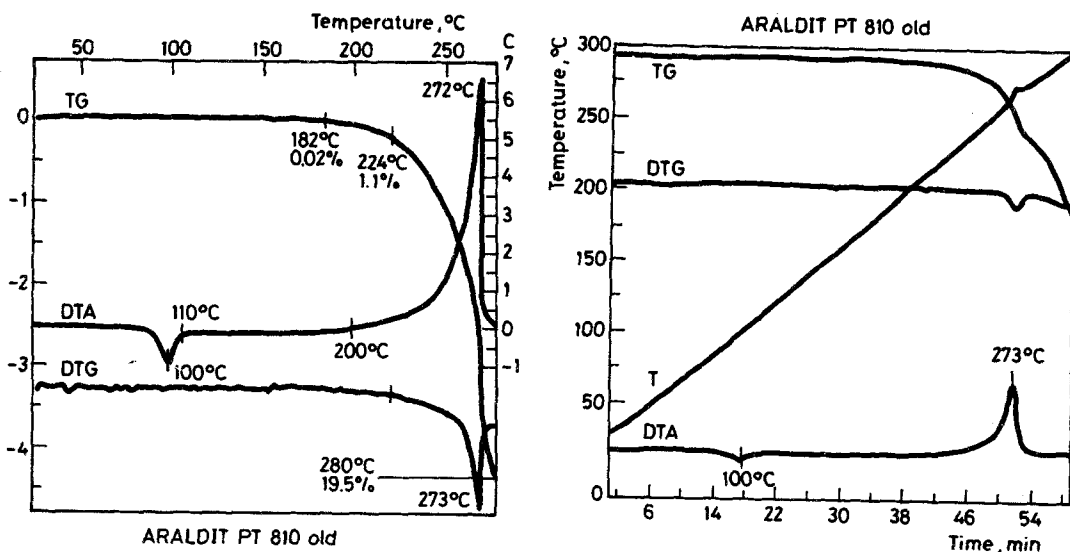 Temperature, °C
50
100
150
200
250
C
7
6
5
4
3
2
1
0
-1
0
-1
-2
-3
-4
TG
272°C
182°C
0,02%
224°C
1.1%
DTA
110°C
100°C
200°C
DTG
280°C
19.5%
273°C
ARALDIT PT 810 old
ARALDIT PT 810 old
Temperature, °C
300
250
200
150
100
50
0
TG
DTG
T
DTA
273°C
100°C
6
14
22
30
38
46
54
Time, min